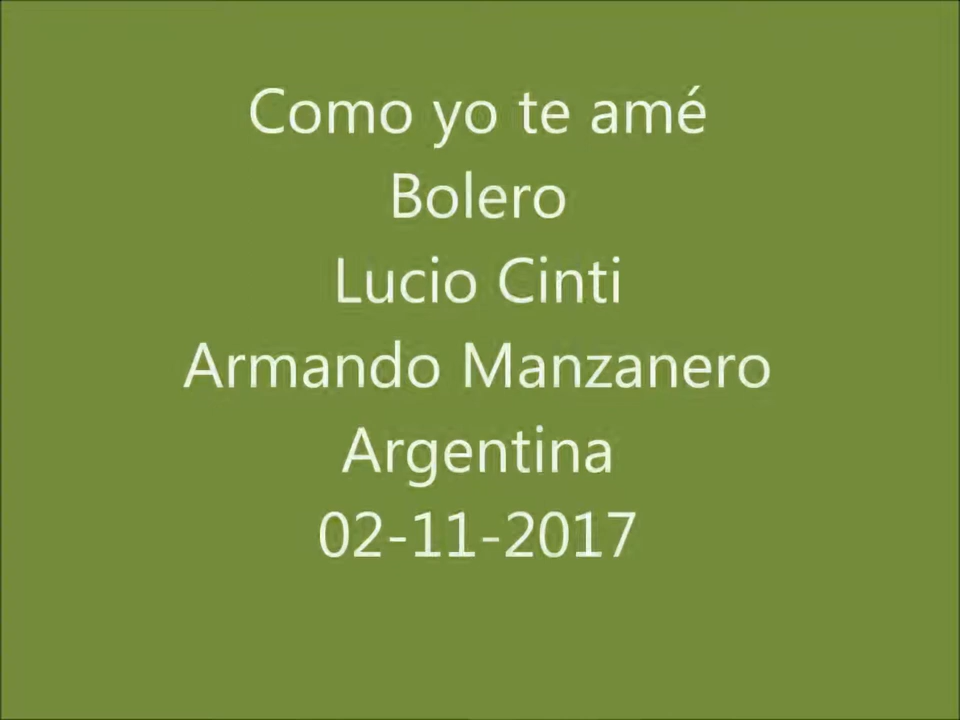 Como yo te amé
Bolero
Lucio Cinti
Armando Manzanero
Argentina
02-11-2017